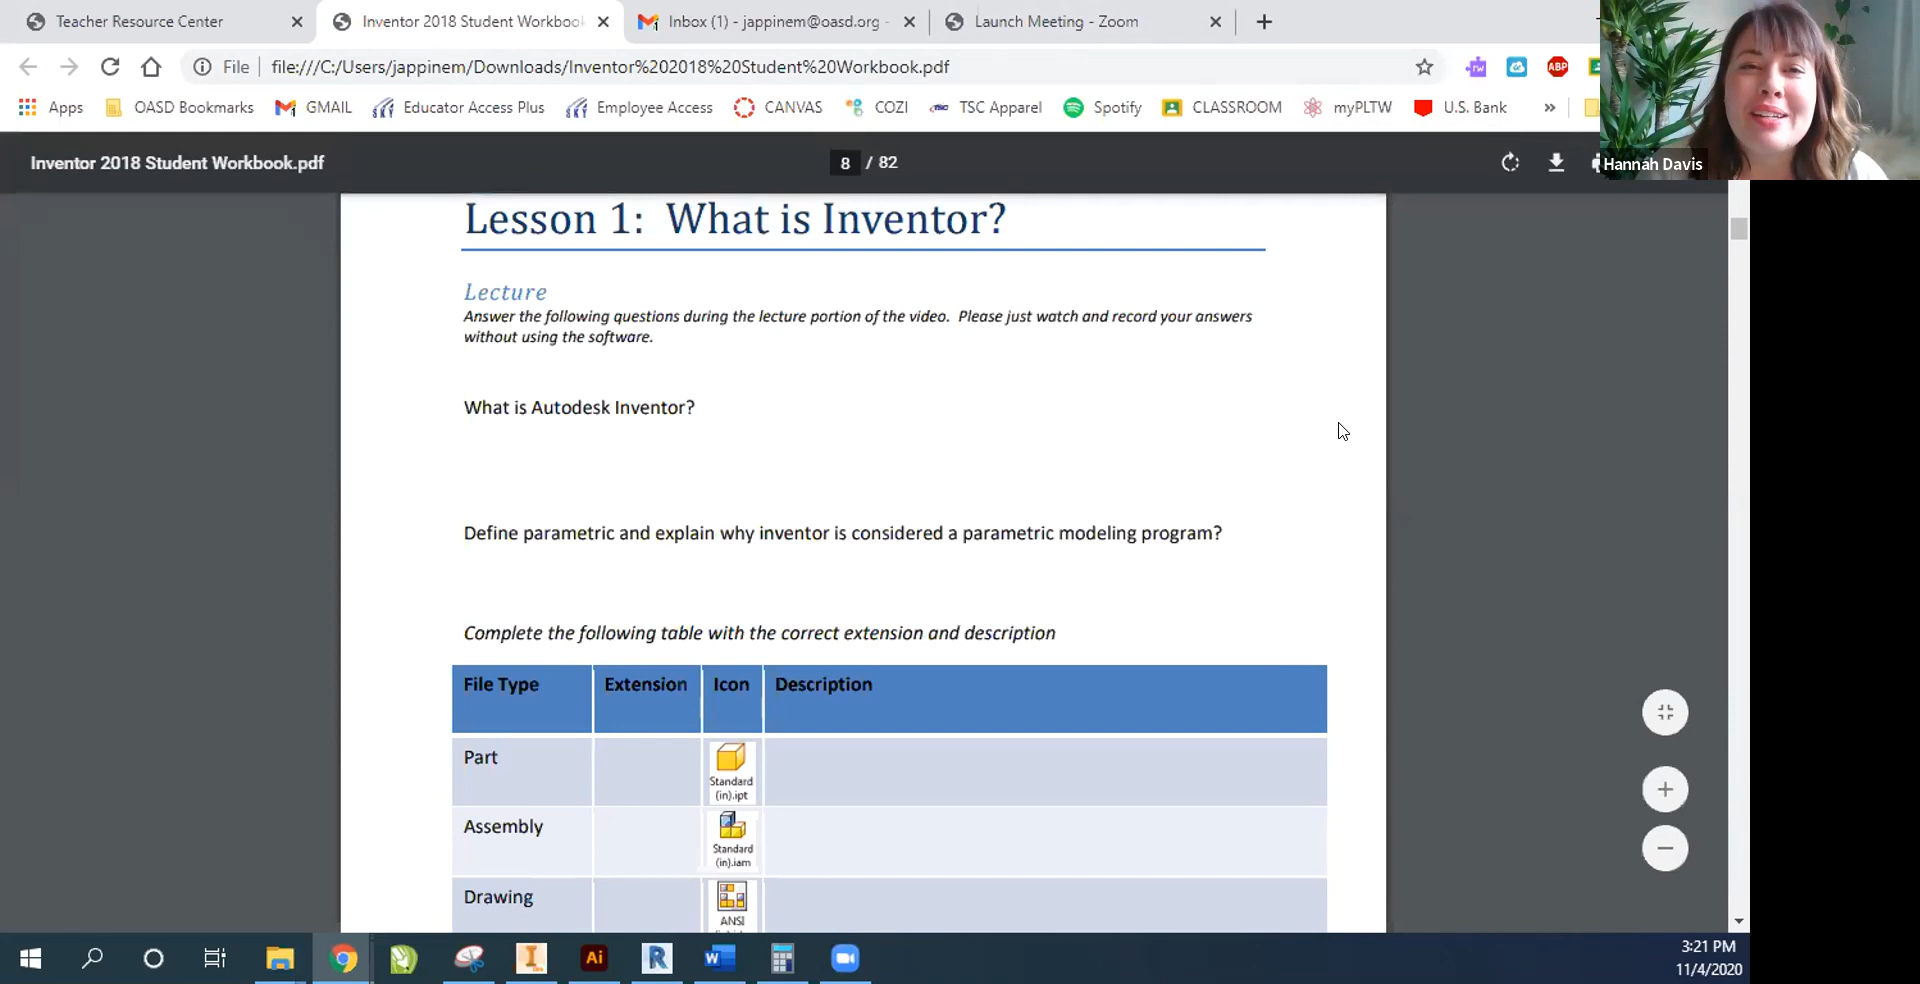 Teacher Resource Center
Inventor 2018 Student Workbook
Inbox (1) - jappinem@oasd.org -
Launch Meeting - Zoom
File
file:///C:/Users/jappinem/Downloads/Inventor%202018%20Student%20Workbook.pdf
ABP
Apps
OASD Bookmarks
GMAIL
Educator Access Plus
Employee Access
CANVAS
COZI
TSC Apparel
Spotify
CLASSROOM
myPLTW
U.S. Bank
Inventor 2018 Student Workbook.pdf
8 / 82
Hannah Davis
Lesson 1: What is Inventor?
Lecture
Answer the following questions during the lecture portion of the video. Please just watch and record your answers
without using the software.
What is Autodesk Inventor?
Define parametric and explain why inventor is considered a parametric modeling program?
Complete the following table with the correct extension and description
File Type
Extension
Icon
Description
Part
Standard
(in).ipt
Assembly
Standard
(in).iam
Drawing
ANSI
Ai
R
W
3:21 PM
11/4/2020